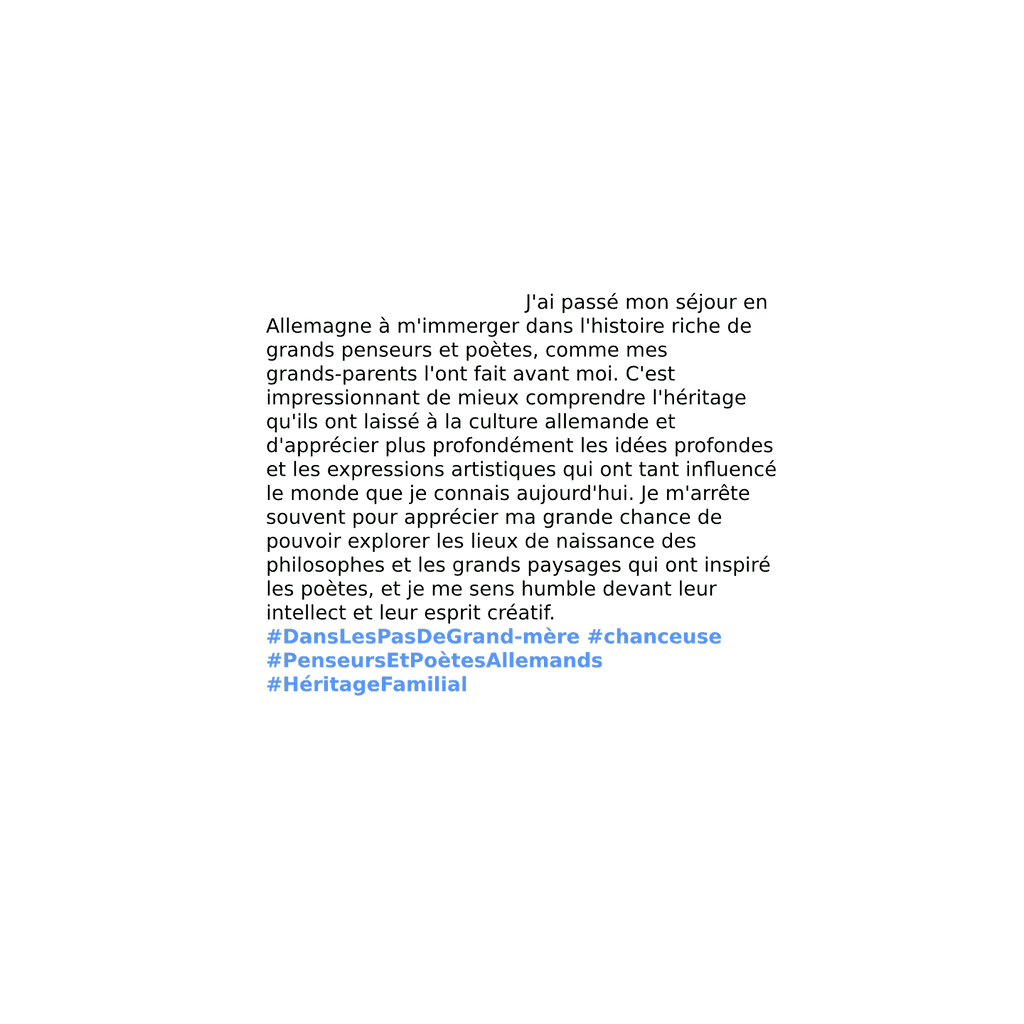 J'ai passé mon séjour en
Allemagne à m'immerger dans l'histoire riche de
grands penseurs et poètes, comme mes
grands-parents l'ont fait avant moi. C'est
impressionnant de mieux comprendre l'héritage
qu'ils ont laissé à la culture allemande et
d'apprécier plus profondément les idées profondes
et les expressions artistiques qui ont tant influencé
le monde que je connais aujourd'hui. Je m'arrête
souvent pour apprécier ma grande chance de
pouvoir explorer les lieux de naissance des
philosophes et les grands paysages qui ont inspiré
les poètes, et je me sens humble devant leur
intellect et leur esprit créatif.
#DansLesPasDeGrand-mère #chanceuse
#PenseursEtPoètesAllemands
#HéritageFamilial